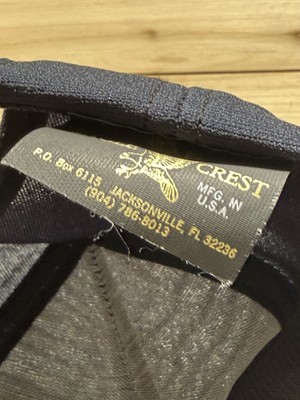 CREST
MFG. IN
U.S.A.
P.O. Box 6115
JACKSONVILLE, FL 32236
(904) 786-8013